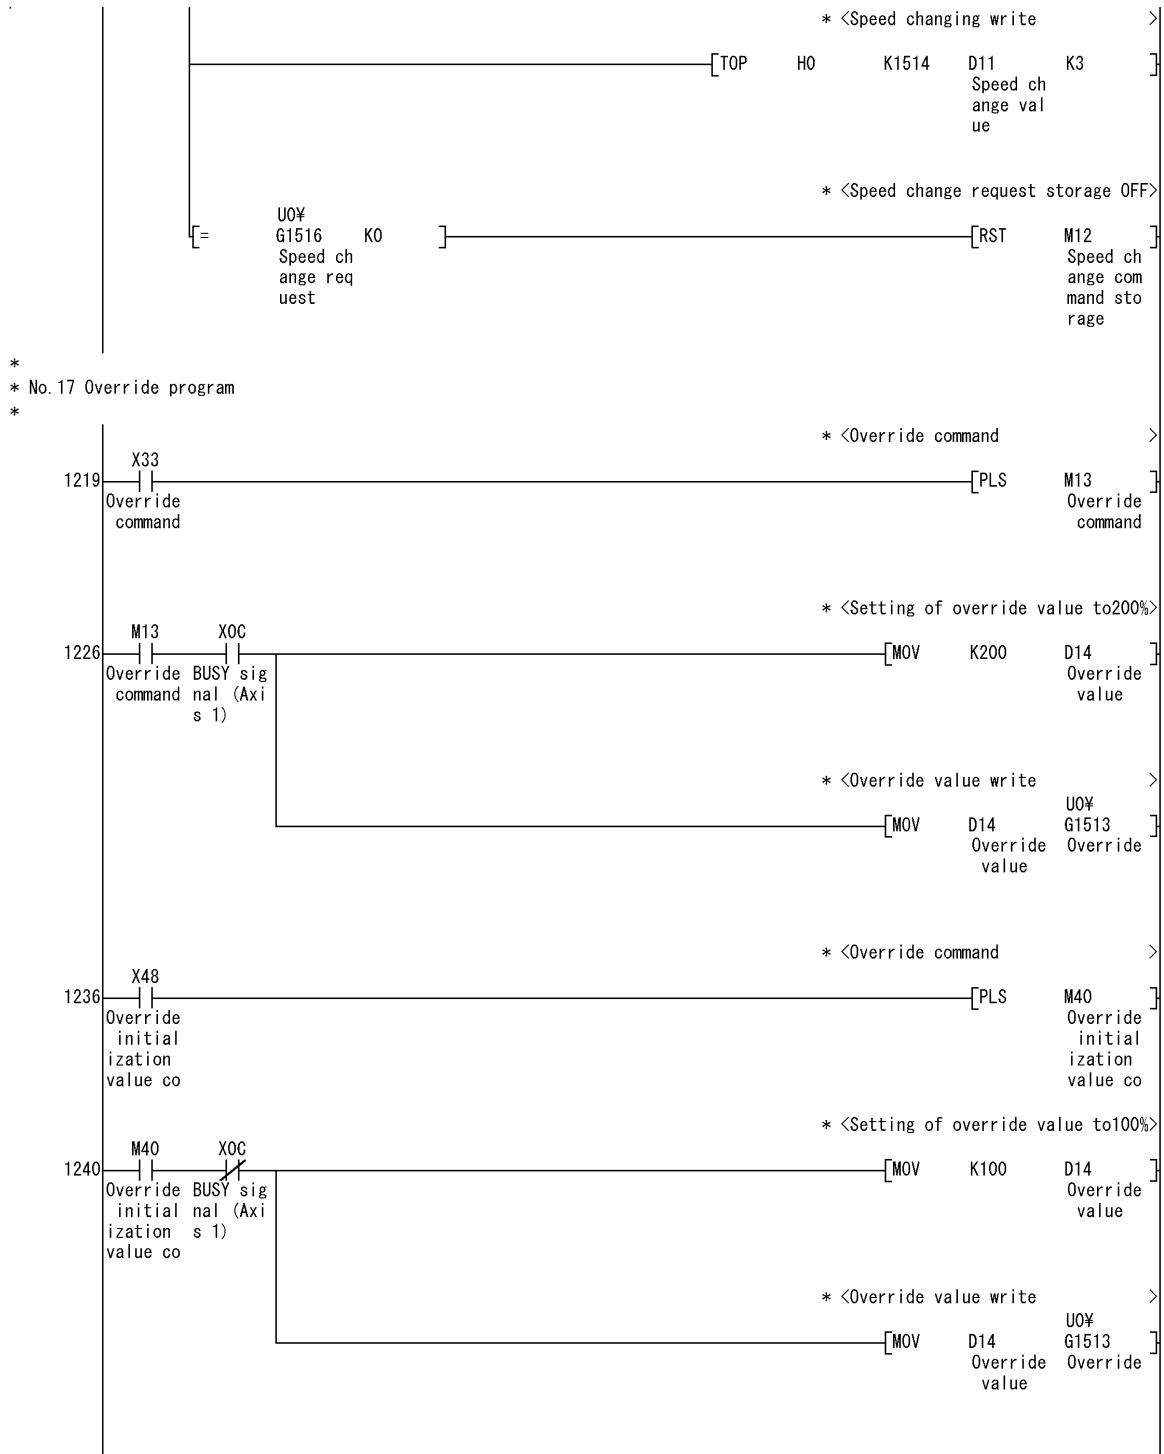 * <Speed changing write >
[TOP H0 K1514 D11 K3 ]
Speed ch
ange val
ue
* <Speed change request storage OFF>
U0¥
[= G1516 K0 ] [RST M12 ]
Speed ch
ange req
uest
Speed ch
ange com
mand sto
rage
*
* No.17 Override program
*
* <Override command >
X33
1219 [PLS M13 ]
Override
command
Override
command
* <Setting of override value to200%>
M13 X0C
1226 [MOV K200 D14 ]
Override
command
BUSY sig
nal (Axi
s 1)
Override
value
* <Override value write >
U0¥
[MOV D14 G1513 ]
Override
value
Override
* <Override command >
X48
1236 [PLS M40 ]
Override
initial
ization
value co
Override
initial
ization
value co
* <Setting of override value to100%>
M40 X0C
1240 [MOV K100 D14 ]
Override
initial
ization
value co
BUSY sig
nal (Axi
s 1)
Override
value
* <Override value write >
U0¥
[MOV D14 G1513 ]
Override
value
Override